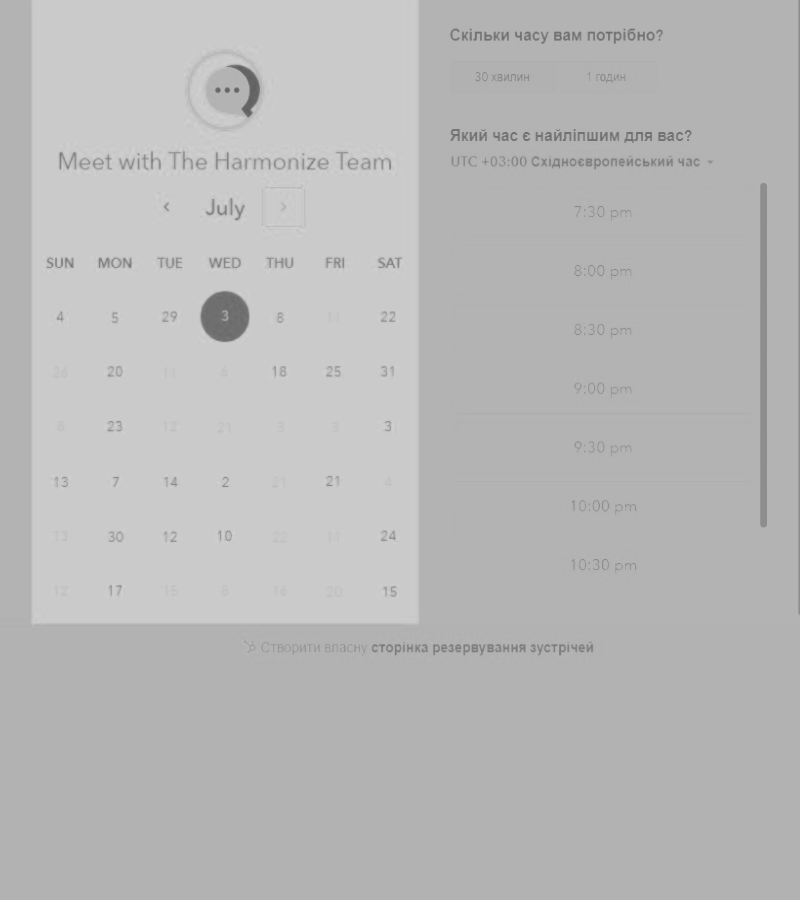 Meet with The Harmonize Team
July
SUN MON TUE WED THU FRI SAT
4 5 29 3 8 11 22
26 20 11 4 18 25 31
8 23 12 21 3 3 3
13 7 14 2 21 21 4
13 30 12 10 22 11 24
12 17 15 8 16 20 15
Скільки часу вам потрібно?
30 хвилин 1 годин
Який час є найліпшим для вас?
UTC +03:00 Східноєвропейський час
7:30 pm
8:00 pm
8:30 pm
9:00 pm
9:30 pm
10:00 pm
10:30 pm
Створити власну сторінка резервування зустрічей